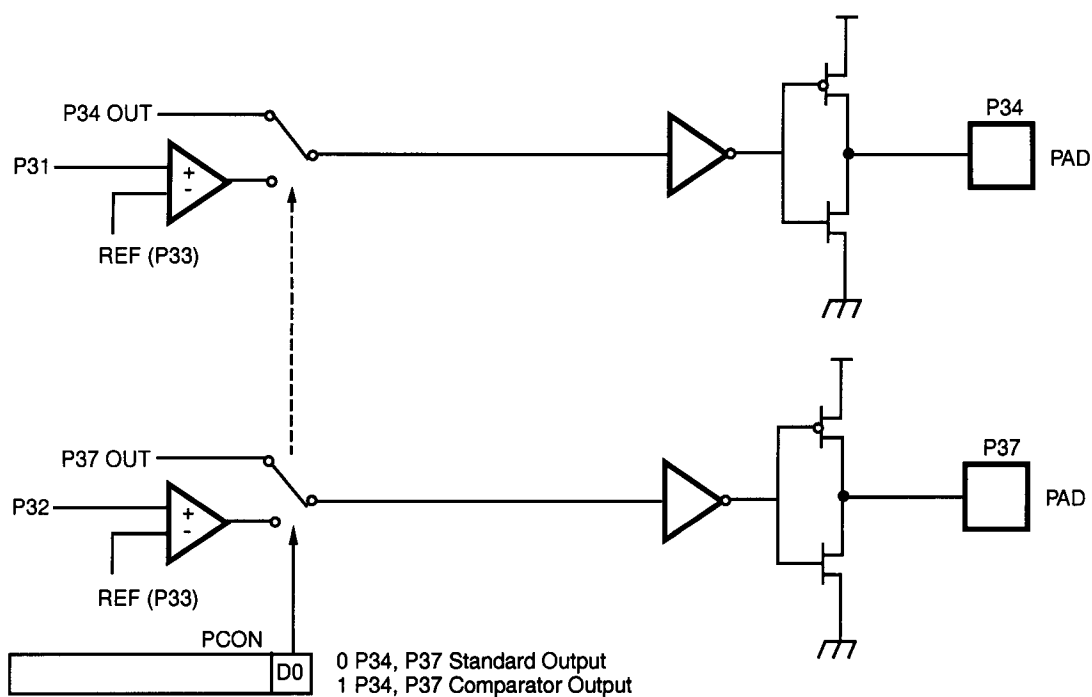 P34 OUT
P31
+
-
REF (P33)
P34
PAD
P37 OUT
P32
+
-
REF (P33)
P37
PAD
PCON
D0
0 P34, P37 Standard Output
1 P34, P37 Comparator Output